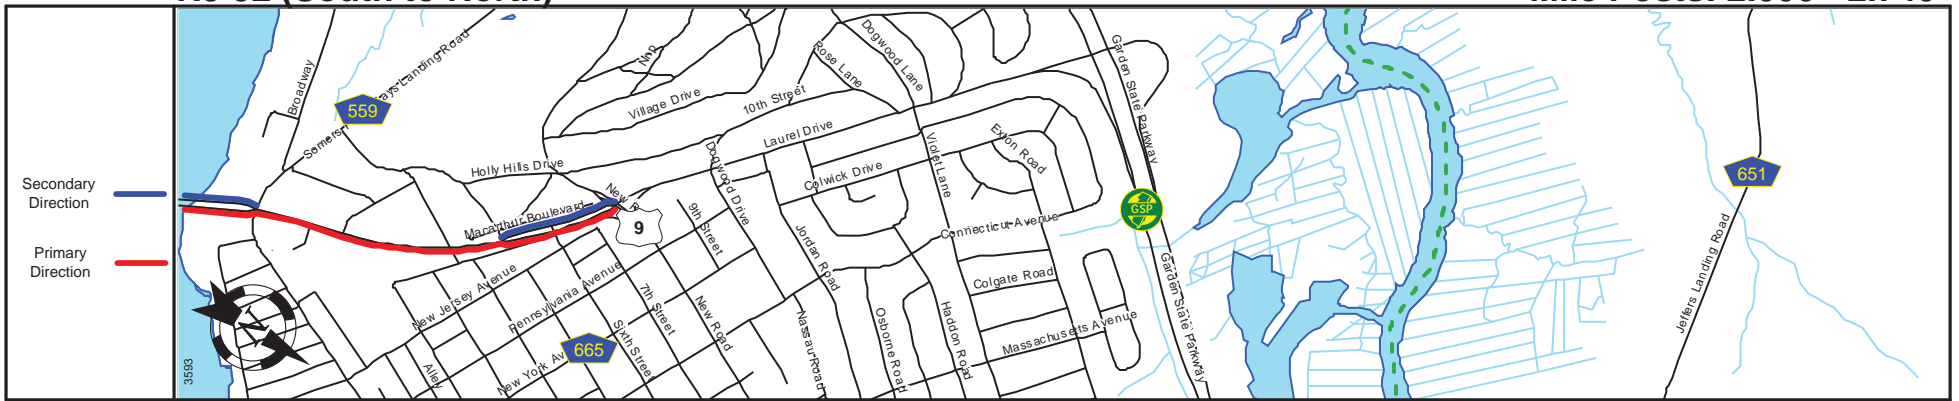 Secondary
Direction
Primary
Direction
Broadway
559
Holly Hills Drive
Macarthur Boulevard
9
Village Drive
10th Street
Rose Lane
Dogwood Lane
Laurel Drive
Dogwood Drive
Colwick Drive
Violet Lane
Exton Road
Connecticut Avenue
9th Street
Jordan Road
Garden State Parkway
GSP
Garden State Parkway
651
Jeffers Landing Road
New Jersey Avenue
Pennsylvania Avenue
7th Street
New Road
Sixth Street
665
New York Av
Alley
Nassau Road
Osborne Road
Haddon Road
Colgate Road
Massachusetts Avenue
3593